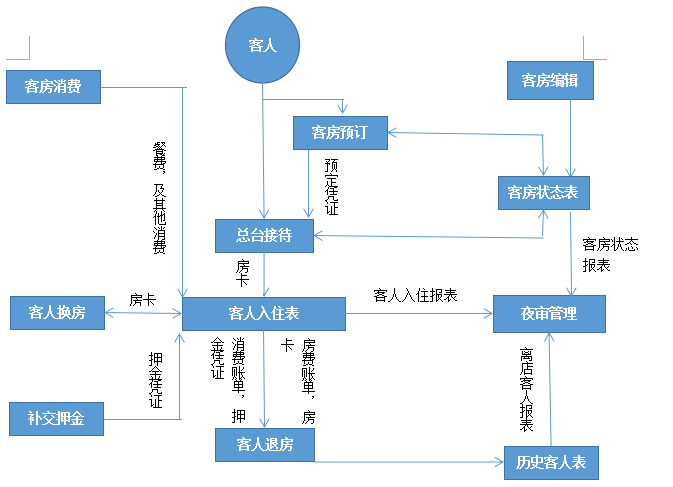 客人
客房消费
客房编辑
客房预订
餐费，及其他消费
预定凭证
客房状态表
总台接待
客房状态
报表
房卡
客人换房
房卡
客人入住表
客人入住报表
夜审管理
押金凭证
消费账单，押
金凭证
房费账单，房
卡
离店客人报表
补交押金
客人退房
历史客人表